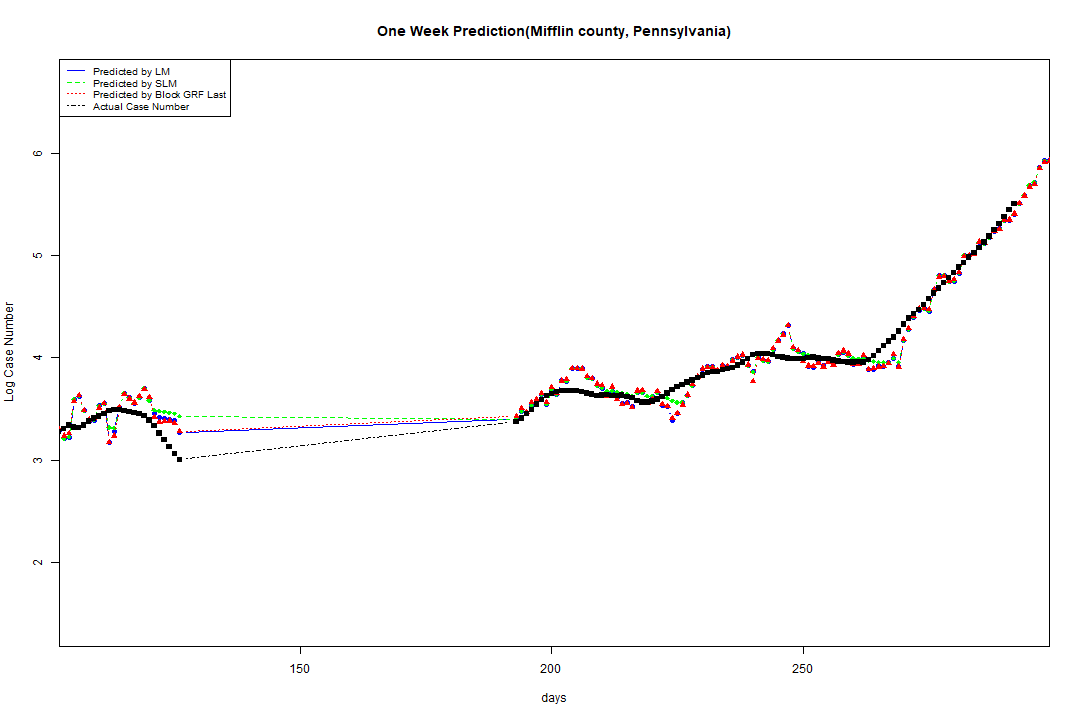 One Week Prediction(Mifflin county, Pennsylvania)
Predicted by LM
Predicted by SLM
Predicted by Block GRF Last
Actual Case Number
6
5
4
3
2
Log Case Number
150 200 250
days